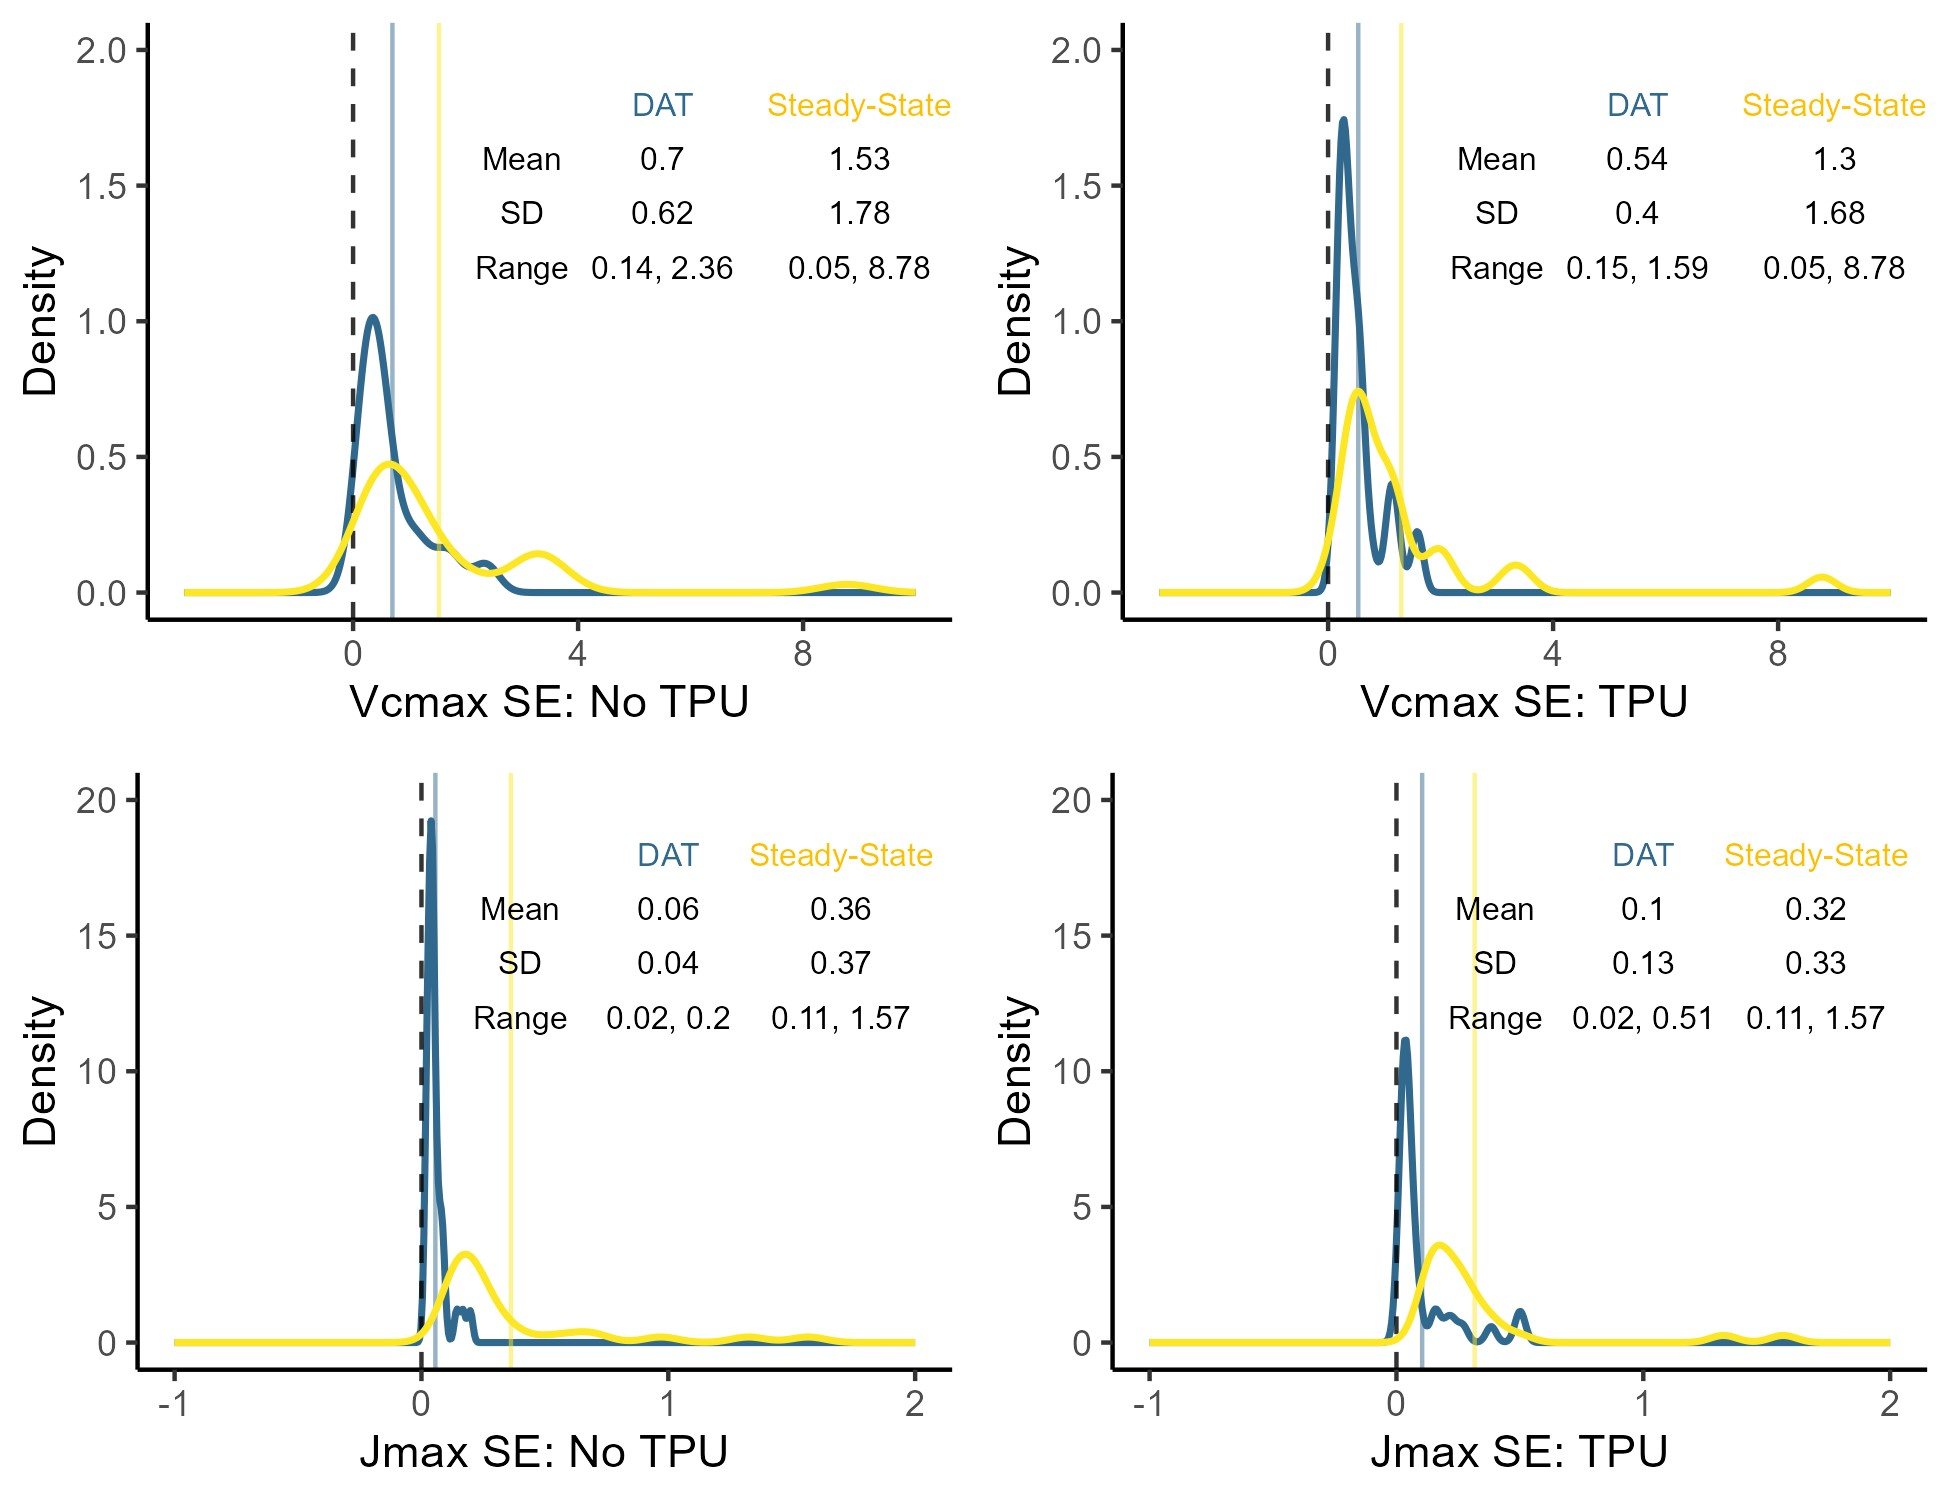 2.0
1.5
1.0
0.5
0.0
Density
DAT Steady-State
Mean 0.7 1.53
SD 0.62 1.78
Range 0.14, 2.36 0.05, 8.78
0 4 8
Vcmax SE: No TPU
2.0
1.5
1.0
0.5
0.0
Density
DAT Steady-State
Mean 0.54 1.3
SD 0.4 1.68
Range 0.15, 1.59 0.05, 8.78
0 4 8
Vcmax SE: TPU
20
15
10
5
0
Density
DAT Steady-State
Mean 0.06 0.36
SD 0.04 0.37
Range 0.02, 0.2 0.11, 1.57
-1 0 1 2
Jmax SE: No TPU
20
15
10
5
0
Density
DAT Steady-State
Mean 0.1 0.32
SD 0.13 0.33
Range 0.02, 0.51 0.11, 1.57
-1 0 1 2
Jmax SE: TPU